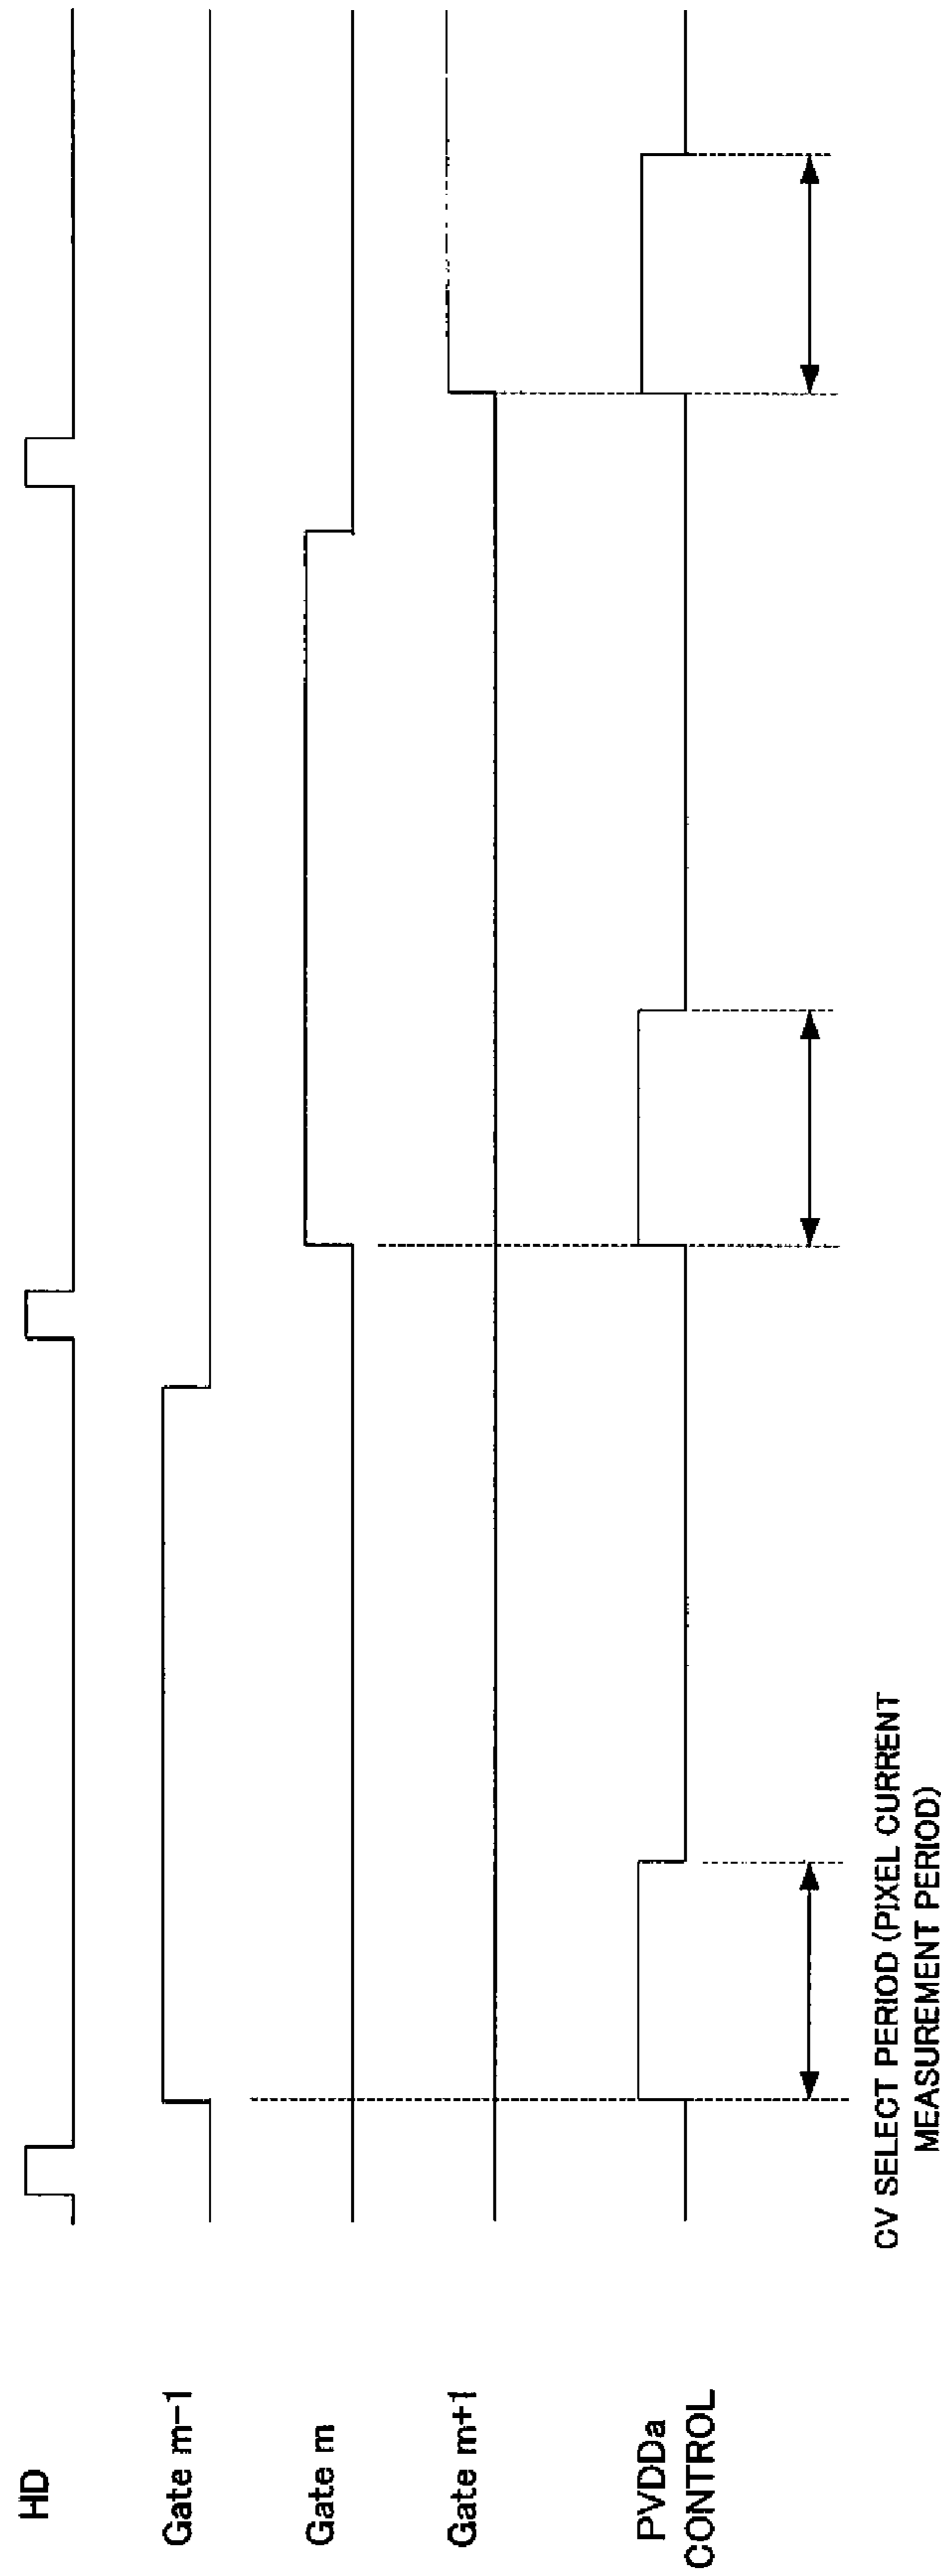 HD
Gate m-1
Gate m
Gate m+1
PVDDa
CONTROL
CV SELECT PERIOD (PIXEL CURRENT
MEASUREMENT PERIOD)